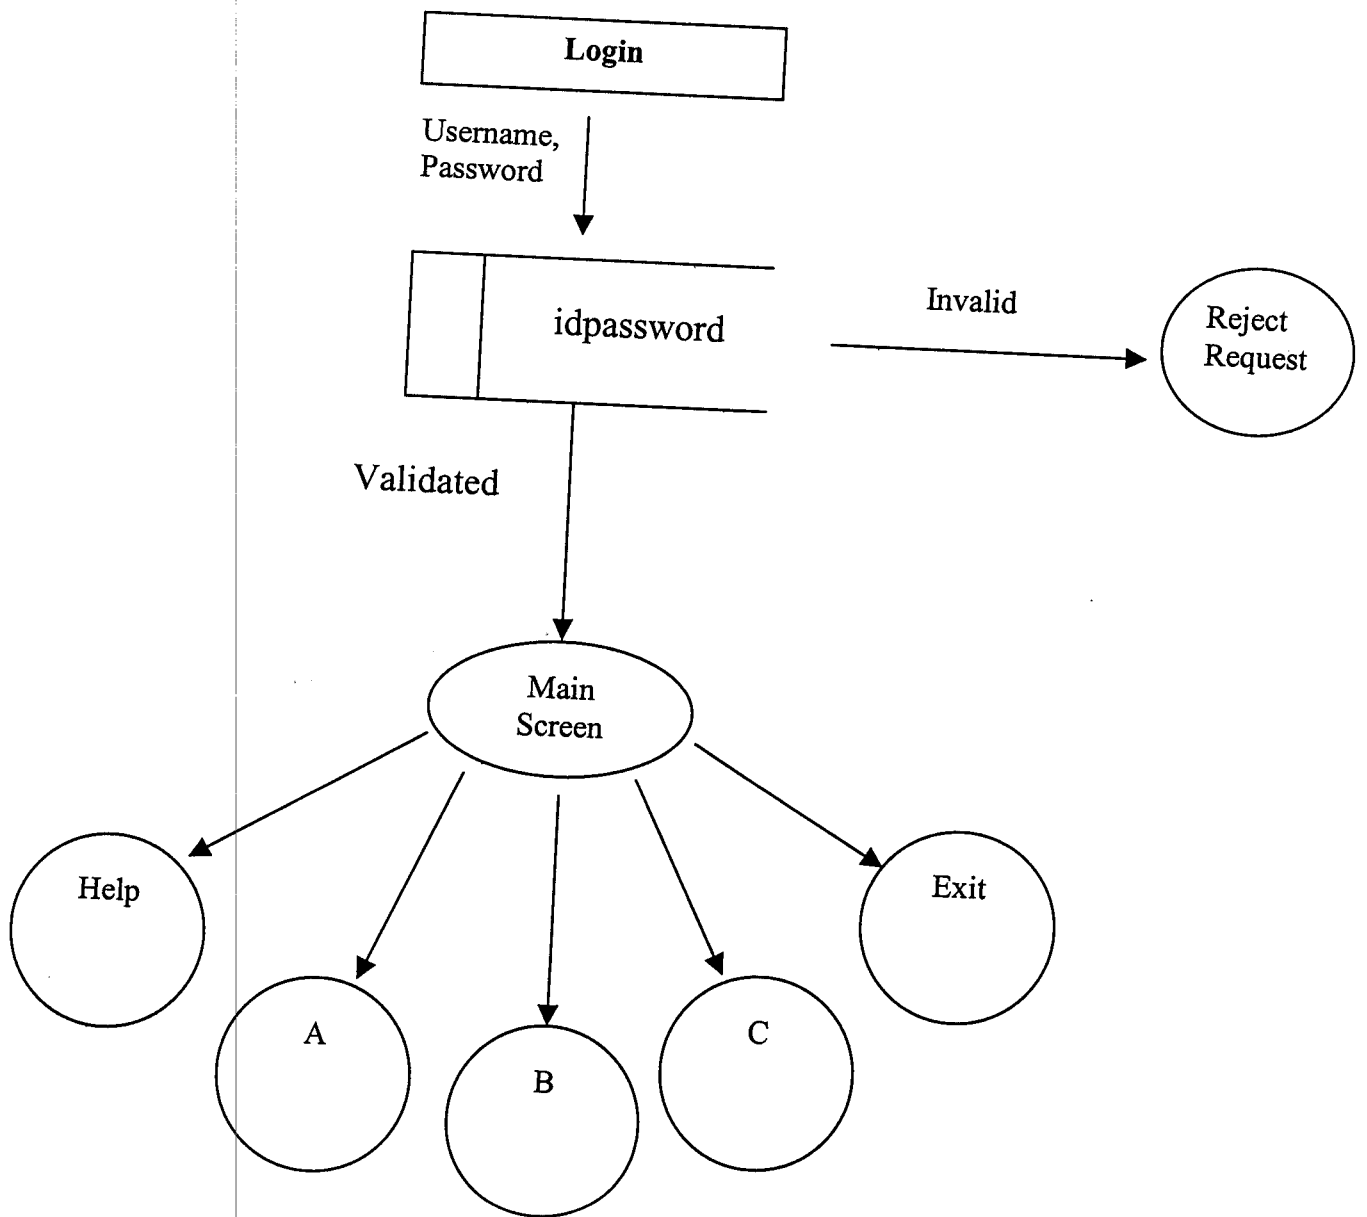 Login
Username,
Password
idpassword
Invalid
Reject
Request
Validated
Main
Screen
Help
Exit
A
B
C